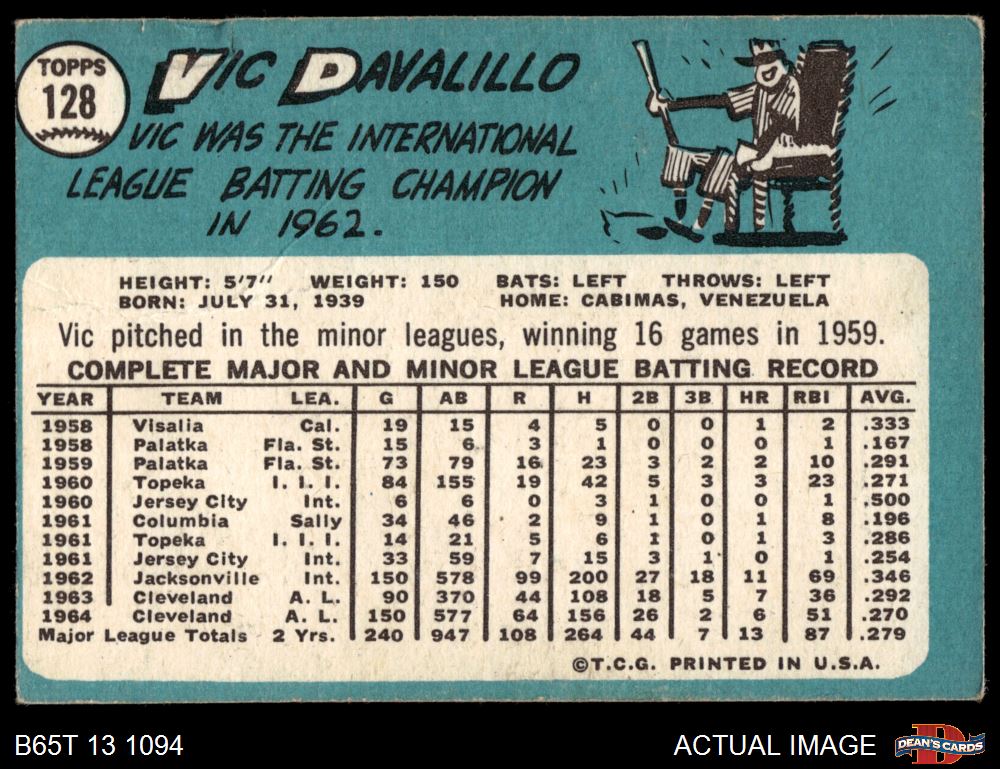 TOPPS
128
VIC DAVALILLO
VIC WAS THE INTERNATIONAL
LEAGUE BATTING CHAMPION
IN 1962.
HEIGHT: 5'7" WEIGHT: 150 BATS: LEFT THROWS: LEFT
BORN: JULY 31, 1939 HOME: CABIMAS, VENEZUELA
Vic pitched in the minor leagues, winning 16 games in 1959.
COMPLETE MAJOR AND MINOR LEAGUE BATTING RECORD
YEAR TEAM LEA. G AB R H 2B 3B HR RBI AVG.
1958 Visalia Cal. 19 15 4 5 0 0 1 2 .333
1958 Palatka Fla. St. 15 6 3 1 0 0 0 1 .167
1959 Palatka Fla. St. 73 79 16 23 3 2 2 10 .291
1960 Topeka I. I. I. 84 155 19 42 5 3 3 23 .271
1960 Jersey City Int. 6 6 0 3 1 0 0 1 .500
1961 Columbia Sally 34 46 2 9 1 0 1 8 .196
1961 Topeka I. I. I. 14 21 5 6 1 0 1 3 .286
1961 Jersey City Int. 33 59 7 15 3 1 0 1 .254
1962 Jacksonville Int. 150 578 99 200 27 18 11 69 .346
1963 Cleveland A. L. 90 370 44 108 18 5 7 36 .292
1964 Cleveland A. L. 150 577 64 156 26 2 6 51 .270
Major League Totals 2 Yrs. 240 947 108 264 44 7 13 87 .279
©T.C.G. PRINTED IN U.S.A.
B65T 13 1094 ACTUAL IMAGE
D
DEAN'S CARDS